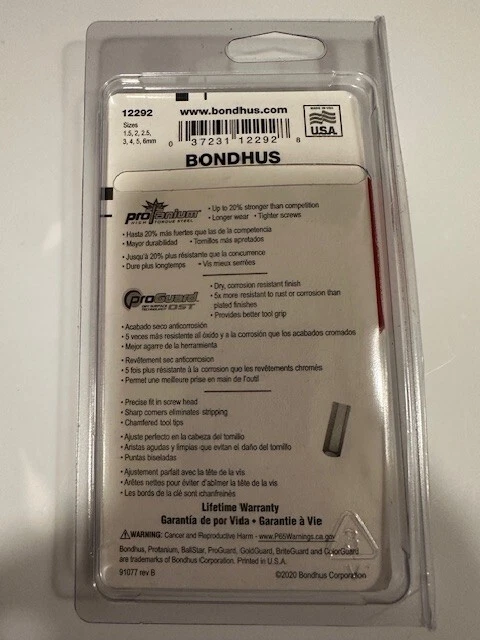 12292
www.bondhus.com
MADE IN USA
U.S.A.
Sizes
1.5, 2, 2.5,
3, 4, 5, 6mm
0 37231 12292 8
BONDHUS
proTanium
HIGH TORQUE STEEL
• Up to 20% stronger than competition
• Longer wear • Tighter screws
• Hasta 20% más fuertes que las de la competencia
• Mayor durabilidad • Tornillos más apretados
• Jusqu'à 20% plus résistante que la concurrence
• Dure plus longtemps • Vis mieux serrées
proGuard
DRY SURFACE TECHNOLOGY DST
• Dry, corrosion resistant finish
• 5x more resistant to rust or corrosion than
plated finishes
• Provides better tool grip
• Acabado seco anticorrosión
• 5 veces más resistente al óxido y a la corrosión que los acabados cromados
• Mejor agarre de la herramienta
• Revêtement sec anticorrosion
• 5 fois plus résistante à la corrosion que les revêtements chromés
• Permet une meilleure prise en main de l'outil
• Precise fit in screw head
• Sharp corners eliminates stripping
• Chamfered tool tips
• Ajuste perfecto en la cabeza del tornillo
• Aristas agudas y limpias que evitan el daño del tornillo
• Puntas biseladas
• Ajustement parfait avec la tête de la vis
• Arêtes nettes pour éviter d'abîmer la tête de la vis
• Les bords de la clé sont chanfreinés
Lifetime Warranty
Garantía de por Vida • Garantie à Vie
WARNING: Cancer and Reproductive Harm - www.P65Warnings.ca.gov
Bondhus, Protanium, BallStar, ProGuard, GoldGuard, BriteGuard and ColorGuard
are trademarks of Bondhus Corporation. Printed in U.S.A.
91077 rev B
©2020 Bondhus Corporation